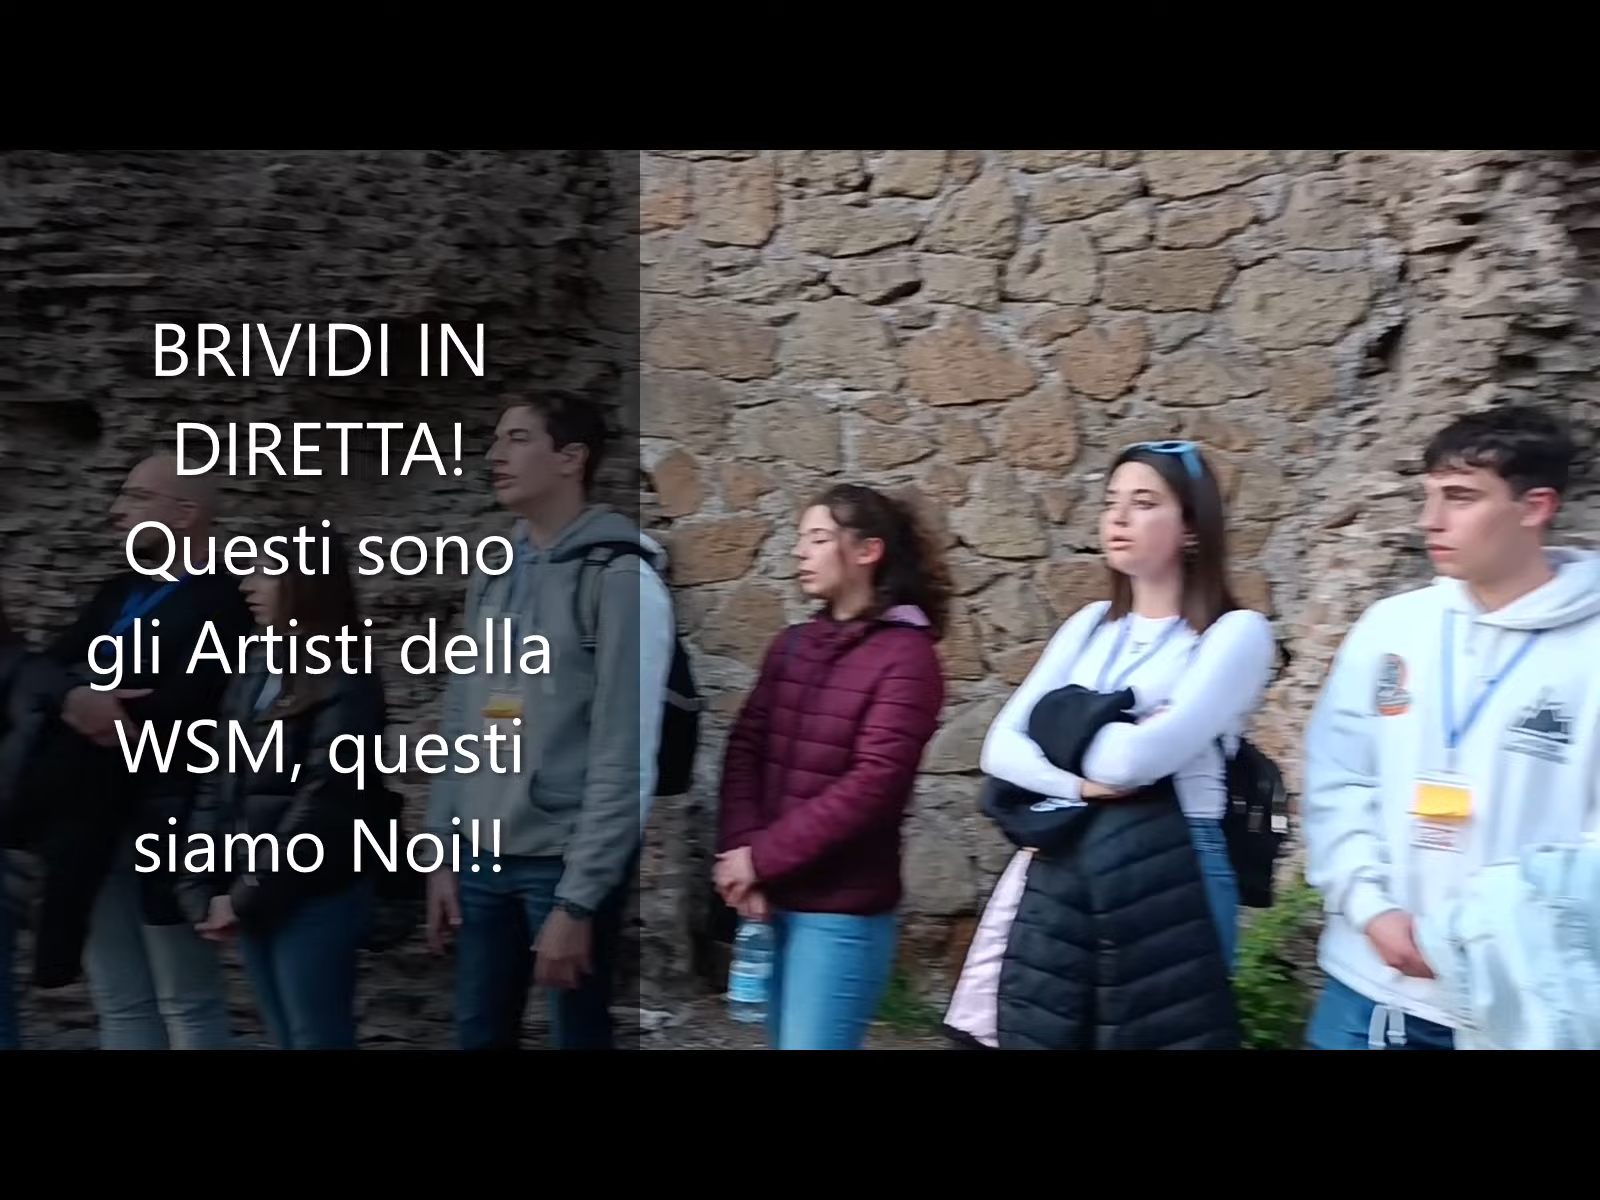 BRIVIDI IN
DIRETTA!
Questi sono
gli Artisti della
WSM, questi
siamo Noi!!